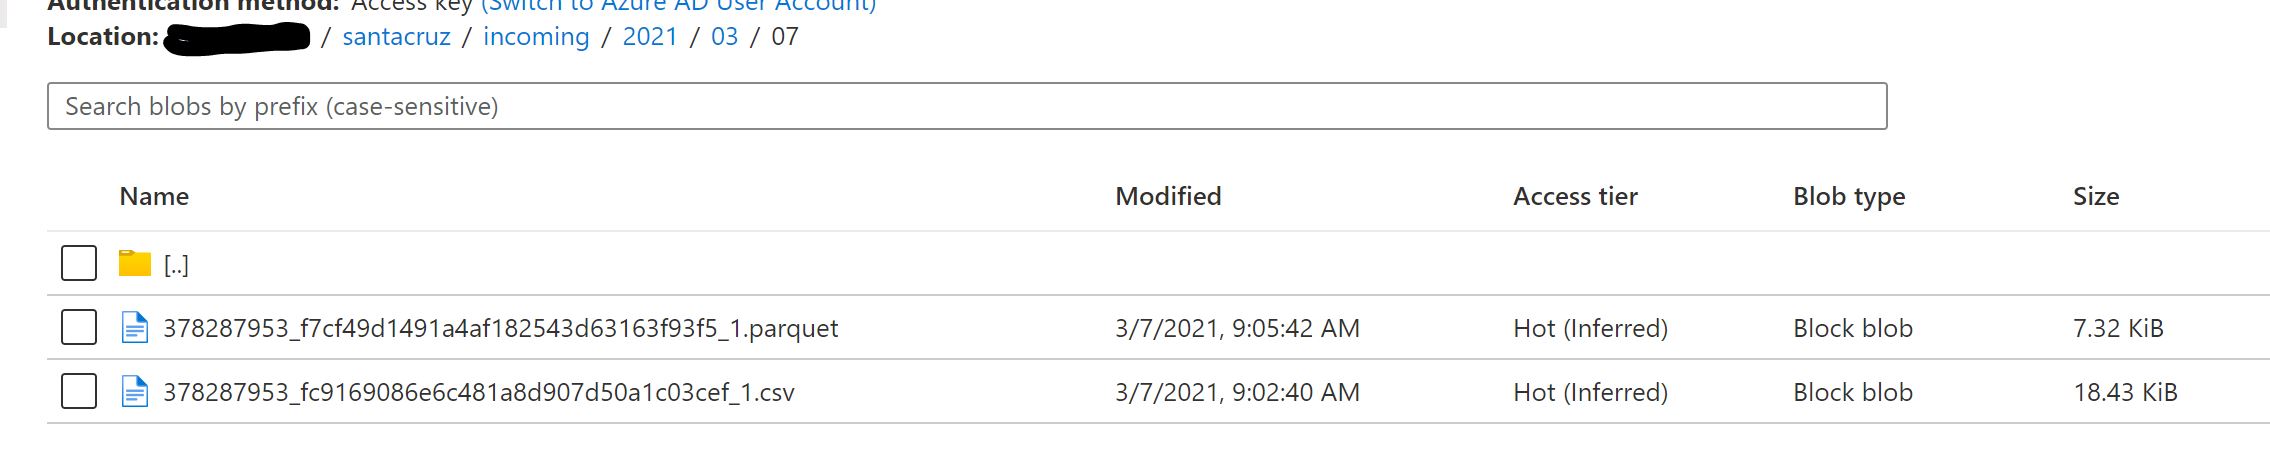 Authentication method: Access key (Switch to Azure AD User Account)
Location: / santacruz / incoming / 2021 / 03 / 07
Search blobs by prefix (case-sensitive)
Name Modified Access tier Blob type Size
[..]
378287953_f7cf49d1491a4af182543d63163f93f5_1.parquet 3/7/2021, 9:05:42 AM Hot (Inferred) Block blob 7.32 KiB
378287953_fc9169086e6c481a8d907d50a1c03cef_1.csv 3/7/2021, 9:02:40 AM Hot (Inferred) Block blob 18.43 KiB